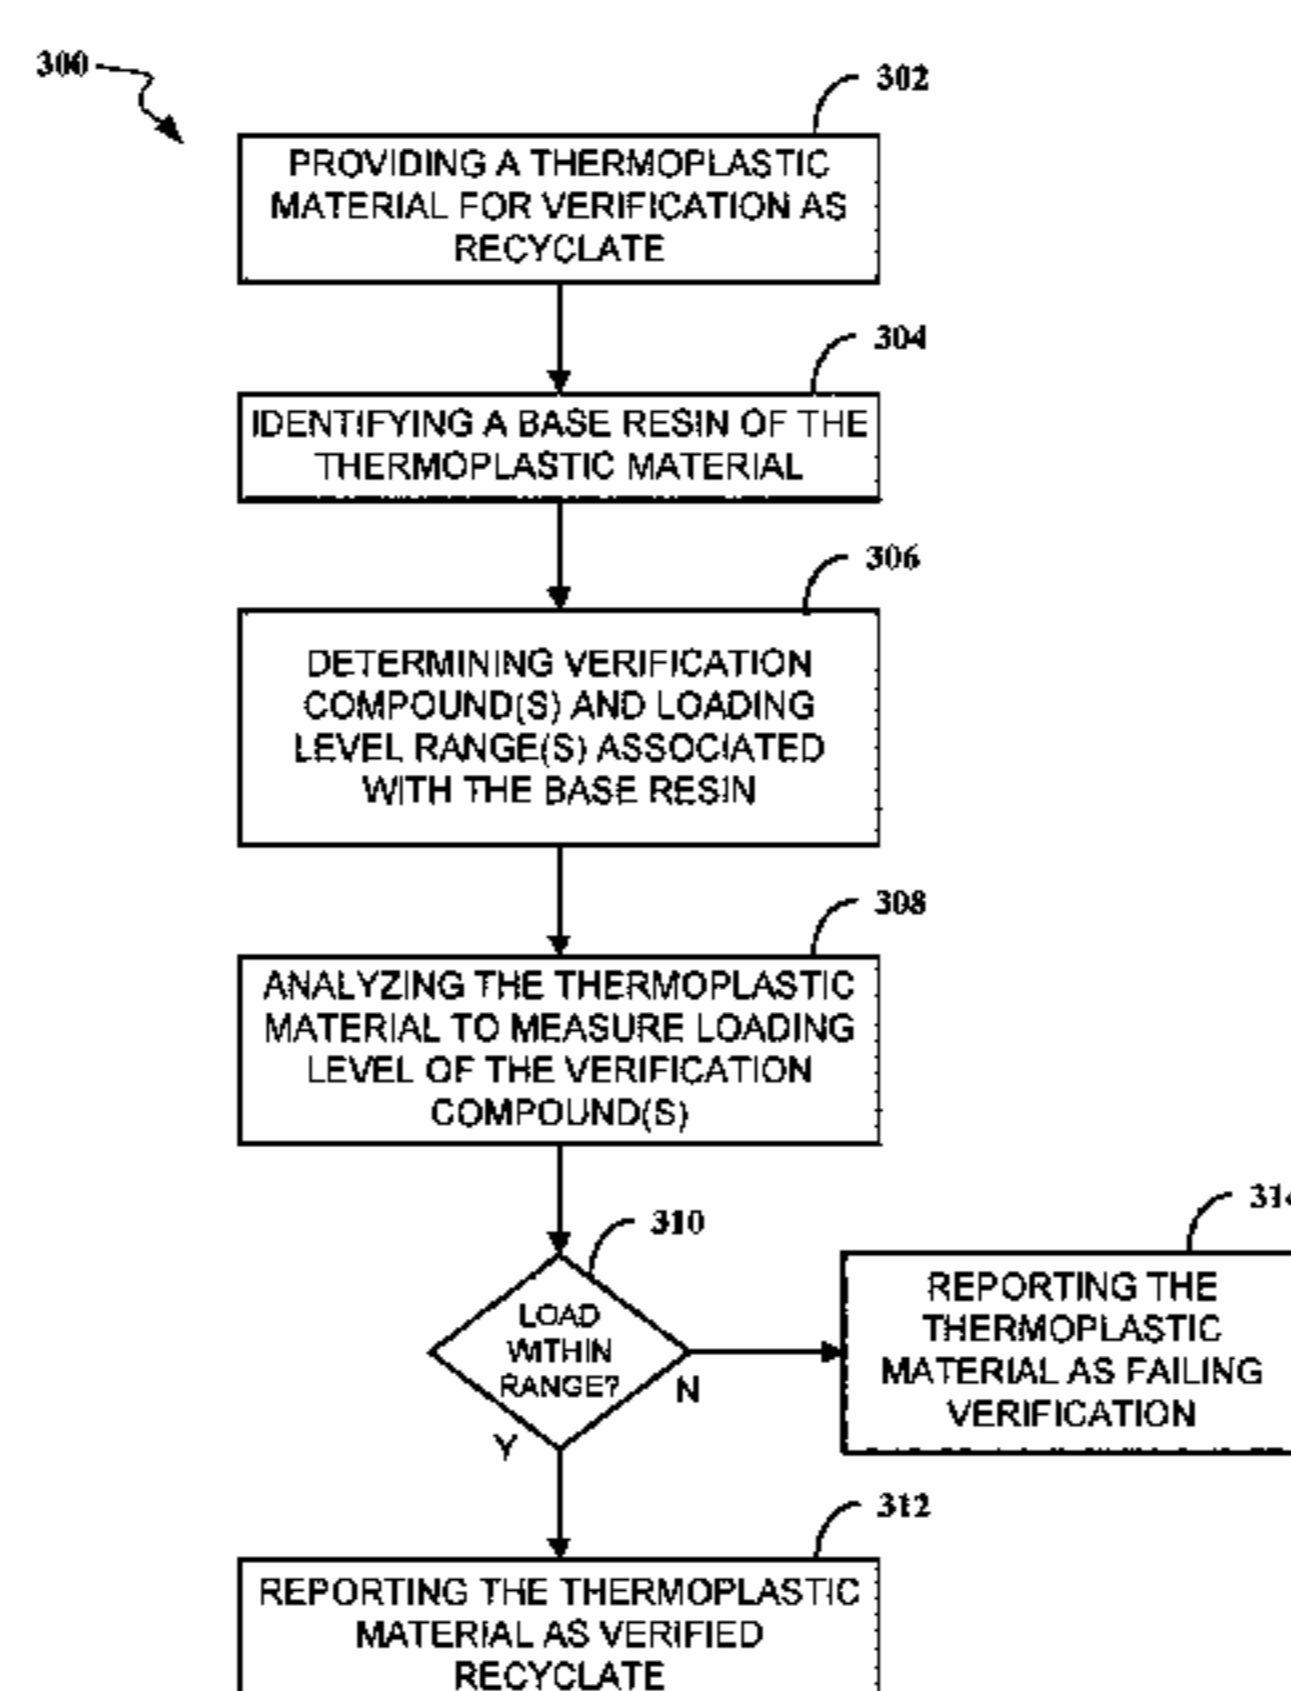 300
302
PROVIDING A THERMOPLASTIC
MATERIAL FOR VERIFICATION AS
RECYCLATE
304
IDENTIFYING A BASE RESIN OF THE
THERMOPLASTIC MATERIAL
306
DETERMINING VERIFICATION
COMPOUND(S) AND LOADING
LEVEL RANGE(S) ASSOCIATED
WITH THE BASE RESIN
308
ANALYZING THE THERMOPLASTIC
MATERIAL TO MEASURE LOADING
LEVEL OF THE VERIFICATION
COMPOUND(S)
310
LOAD
WITHIN
RANGE?
N
Y
314
REPORTING THE
THERMOPLASTIC
MATERIAL AS FAILING
VERIFICATION
312
REPORTING THE THERMOPLASTIC
MATERIAL AS VERIFIED
RECYCLATE